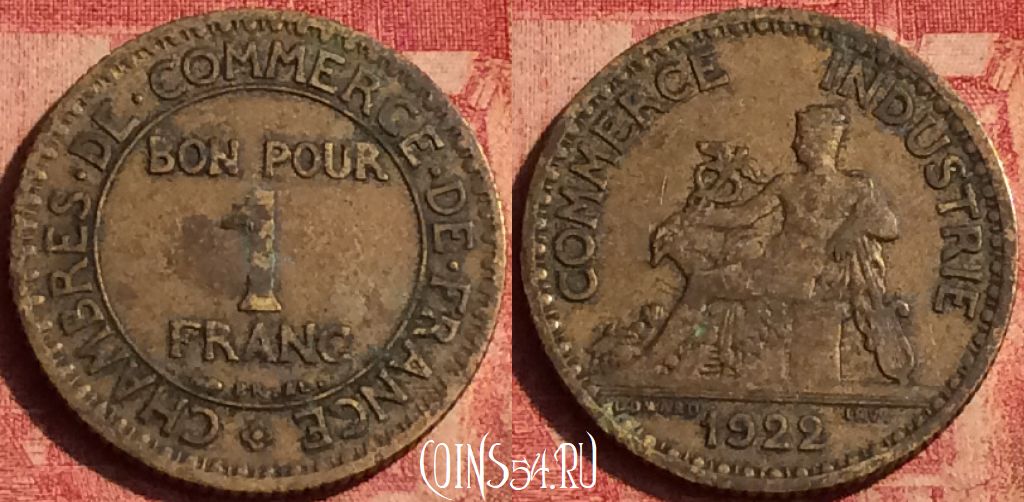 CHAMBRES·DE·COMMERCE·DE·FRANCE
BON POUR
1
FRANC
COMMERCE INDUSTRIE
1922
COINS54.RU